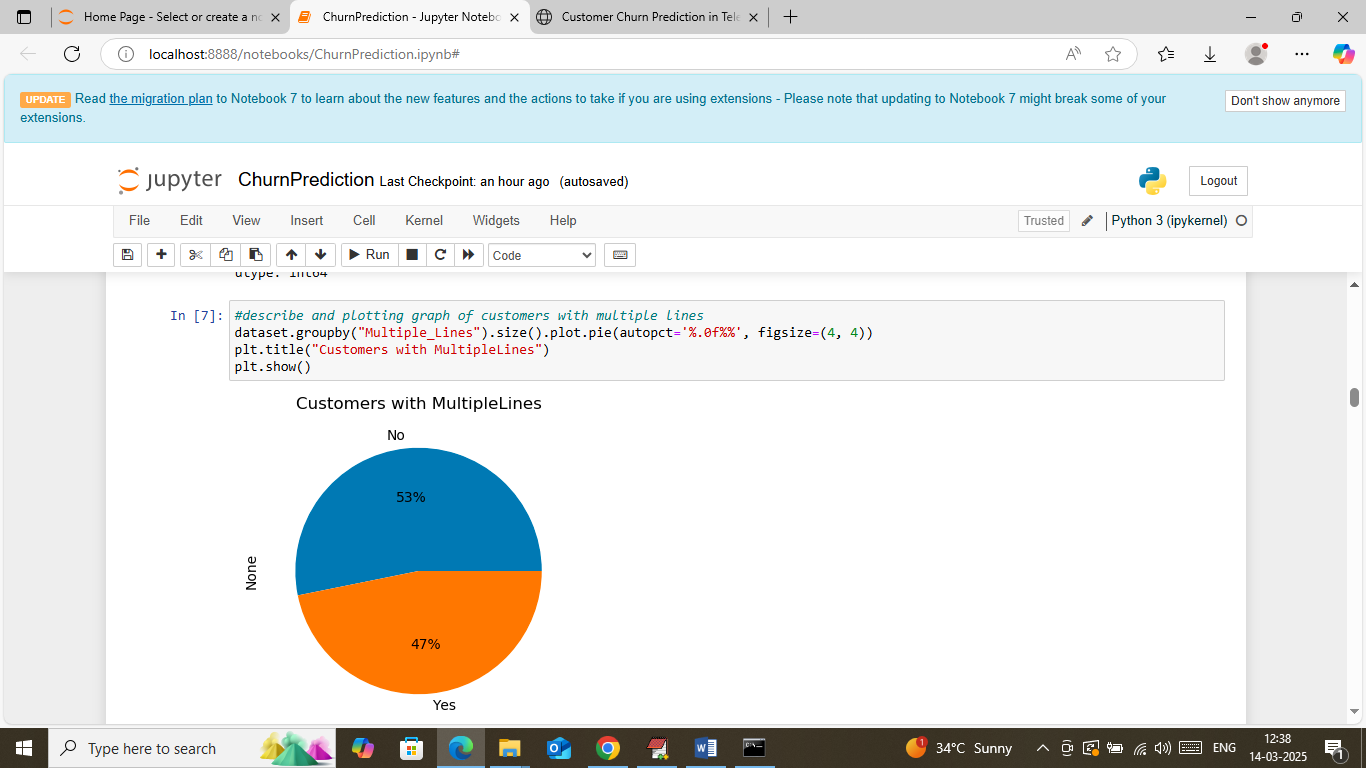 Home Page - Select or create a no
ChurnPrediction - Jupyter Notebo
Customer Churn Prediction in Tele
localhost:8888/notebooks/ChurnPrediction.ipynb#
UPDATE Read the migration plan to Notebook 7 to learn about the new features and the actions to take if you are using extensions - Please note that updating to Notebook 7 might break some of your
extensions.
Don't show anymore
jupyter ChurnPrediction Last Checkpoint: an hour ago (autosaved)
Logout
File Edit View Insert Cell Kernel Widgets Help
Trusted
Python 3 (ipykernel)
Run
Code
dtype: int64
In [7]:
#describe and plotting graph of customers with multiple lines
dataset.groupby("Multiple_Lines").size().plot.pie(autopct='%.0f%%', figsize=(4, 4))
plt.title("Customers with MultipleLines")
plt.show()
Customers with MultipleLines
No
53%
None
47%
Yes
Type here to search
34°C Sunny
ENG
12:38
14-03-2025